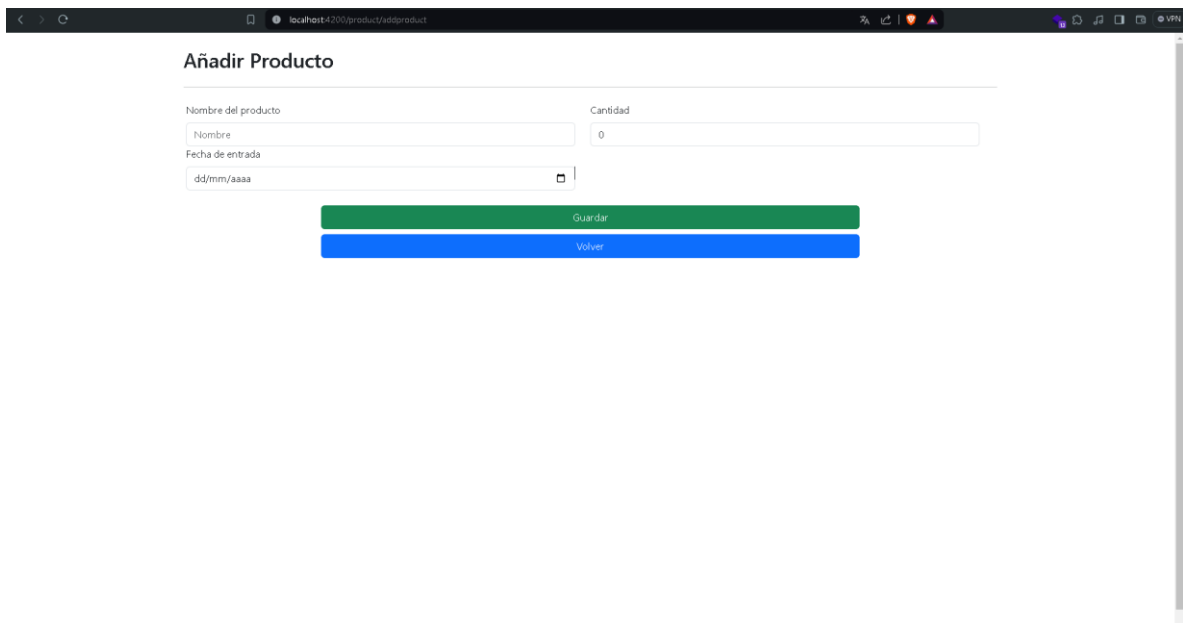 localhost:4200/product/addproduct
VPN
Añadir Producto
Nombre del producto
Cantidad
Nombre
0
Fecha de entrada
dd/mm/aaaa
Guardar
Volver